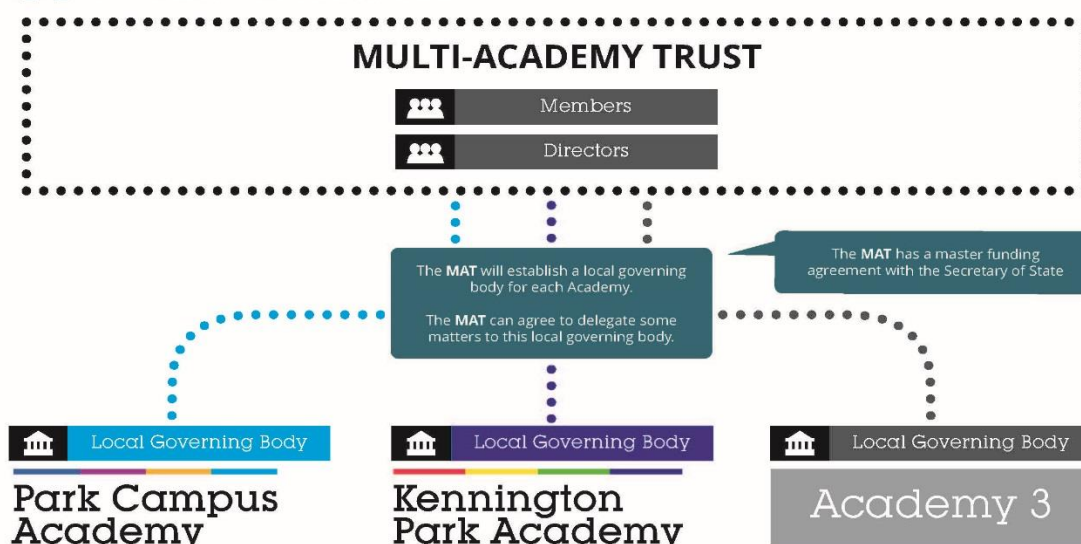 MULTI-ACADEMY TRUST
Members
Directors
The MAT will establish a local governing
body for each Academy.
The MAT can agree to delegate some
matters to this local governing body.
The MAT has a master funding
agreement with the Secretary of State
Local Governing Body
Park Campus
Academy
Local Governing Body
Kennington
Park Academy
Local Governing Body
Academy 3